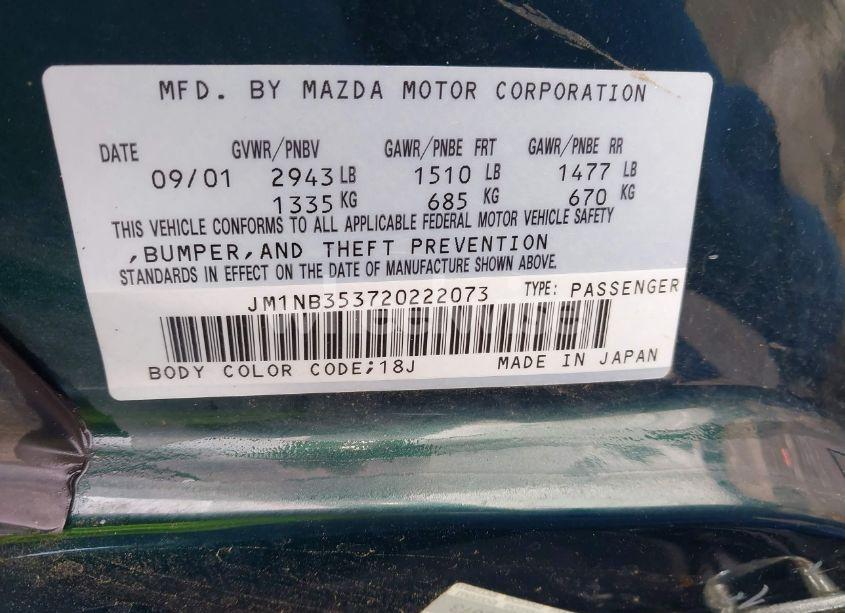 MFD. BY MAZDA MOTOR CORPORATION
DATE GVWR/PNBV GAWR/PNBE FRT GAWR/PNBE RR
09/01 2943 LB 1510 LB 1477 LB
1335 KG 685 KG 670 KG
THIS VEHICLE CONFORMS TO ALL APPLICABLE FEDERAL MOTOR VEHICLE SAFETY
,BUMPER,AND THEFT PREVENTION
STANDARDS IN EFFECT ON THE DATE OF MANUFACTURE SHOWN ABOVE.
JM1NB353720222073 TYPE: PASSENGER
BODY COLOR CODE;18J MADE IN JAPAN